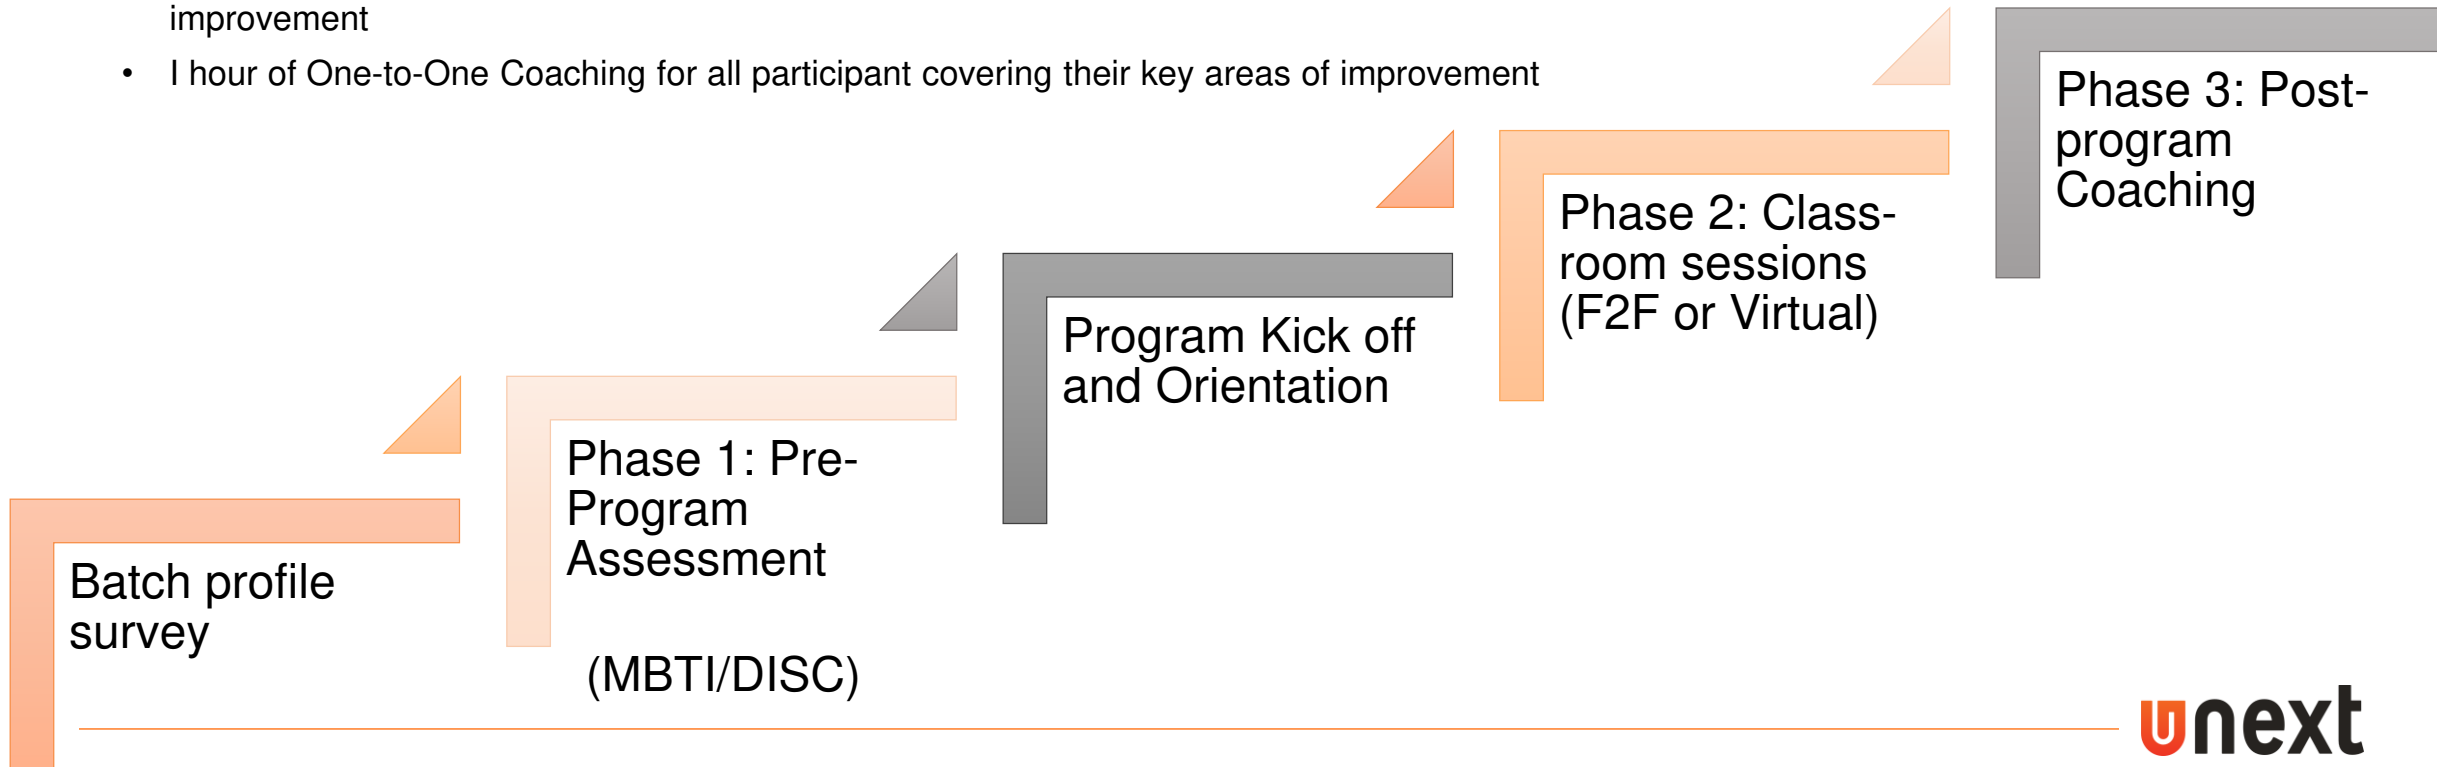 improvement
• I hour of One-to-One Coaching for all participant covering their key areas of improvement
Phase 3: Post-
program
Coaching
Phase 2: Class-
room sessions
(F2F or Virtual)
Program Kick off
and Orientation
Phase 1: Pre-
Program
Assessment
(MBTI/DISC)
Batch profile
survey
unext